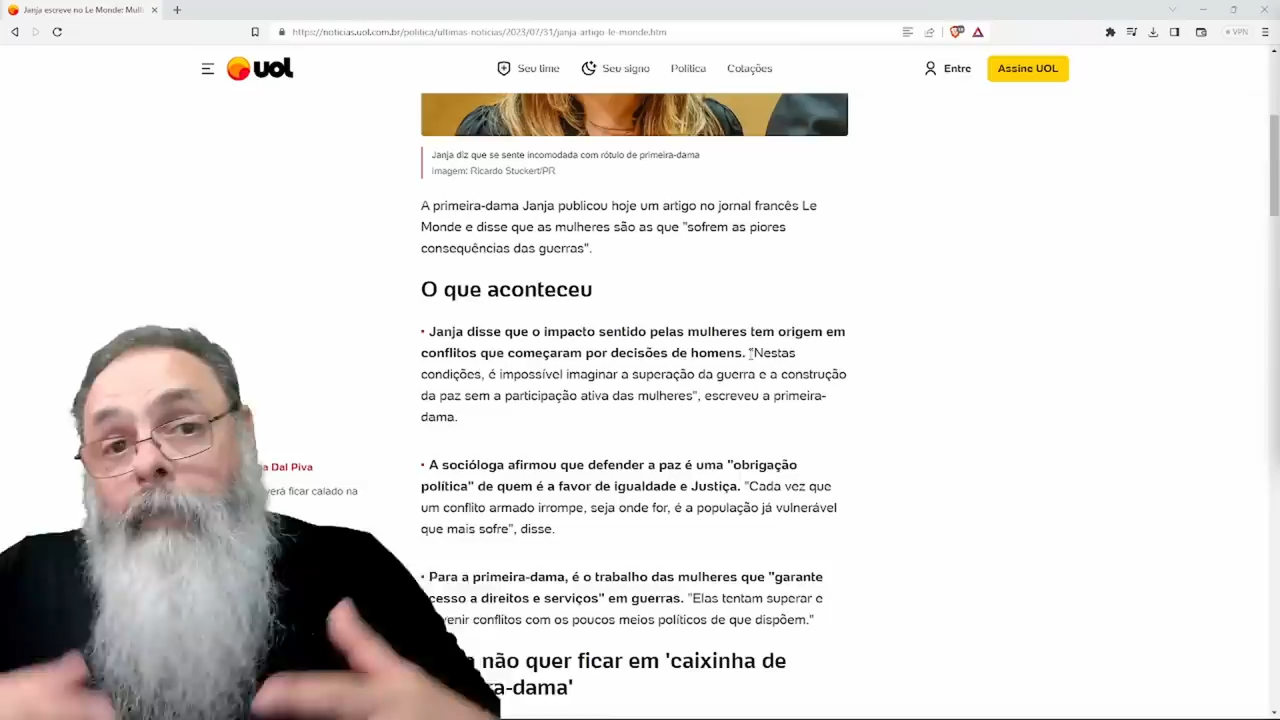 Janja escreve no Le Monde: Mulh
https://noticias.uol.com.br/politica/ultimas-noticias/2023/07/31/janja-artigo-le-monde.htm
VPN
UOL
Seu time
Seu signo
Política
Cotações
Entre
Assine UOL
Janja diz que se sente incomodada com rótulo de primeira-dama
Imagem: Ricardo Stuckert/PR
A primeira-dama Janja publicou hoje um artigo no jornal francês Le
Monde e disse que as mulheres são as que "sofrem as piores
consequências das guerras".
O que aconteceu
· Janja disse que o impacto sentido pelas mulheres tem origem em
conflitos que começaram por decisões de homens. "Nestas
condições, é impossível imaginar a superação da guerra e a construção
da paz sem a participação ativa das mulheres", escreveu a primeira-
dama.
a Dal Piva
verá ficar calado na
· A socióloga afirmou que defender a paz é uma "obrigação
política" de quem é a favor de igualdade e Justiça. "Cada vez que
um conflito armado irrompe, seja onde for, é a população já vulnerável
que mais sofre", disse.
· Para a primeira-dama, é o trabalho das mulheres que "garante
cesso a direitos e serviços" em guerras. "Elas tentam superar e
venir conflitos com os poucos meios políticos de que dispõem."
não quer ficar em 'caixinha de
ra-dama'